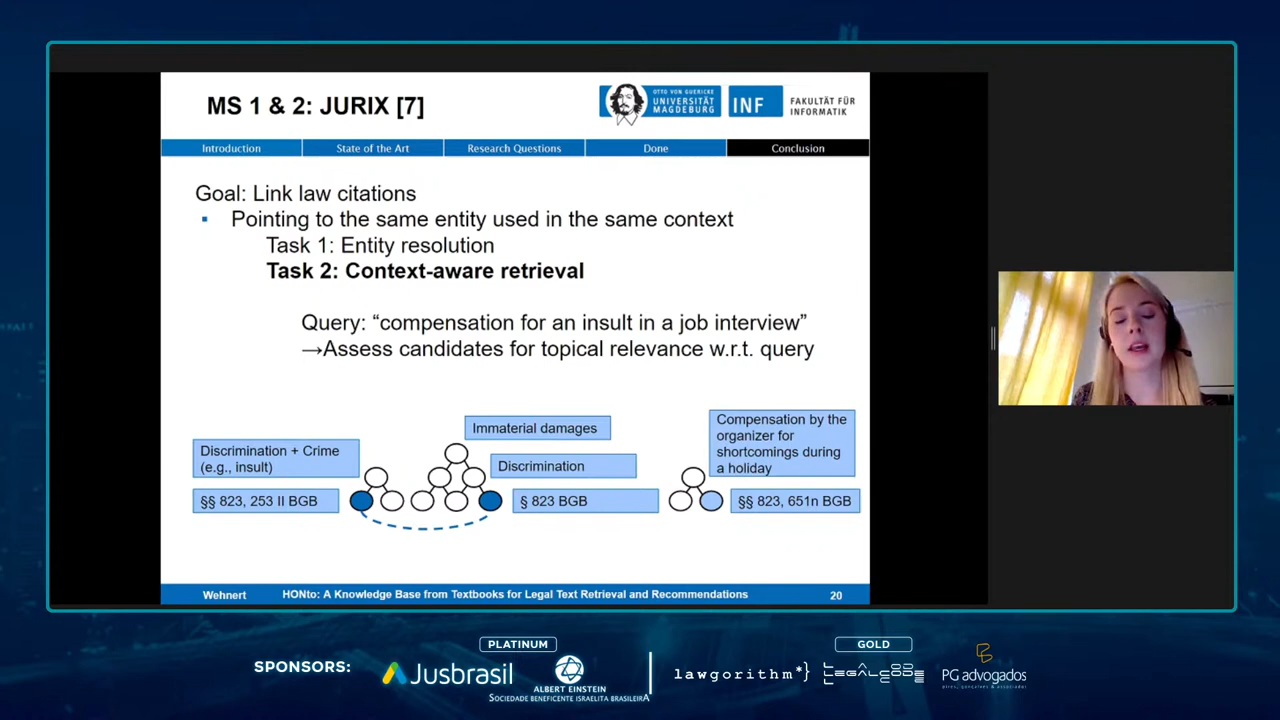 MS 1 & 2: JURIX [7]
OTTO VON GUERICKE
UNIVERSITÄT
MAGDEBURG
INF
FAKULTÄT FÜR
INFORMATIK
Introduction
State of the Art
Research Questions
Done
Conclusion
Goal: Link law citations
▪ Pointing to the same entity used in the same context
Task 1: Entity resolution
Task 2: Context-aware retrieval
Query: “compensation for an insult in a job interview”
→Assess candidates for topical relevance w.r.t. query
Discrimination + Crime
(e.g., insult)
§§ 823, 253 II BGB
Immaterial damages
Discrimination
§ 823 BGB
Compensation by the
organizer for
shortcomings during
a holiday
§§ 823, 651n BGB
Wehnert
HONto: A Knowledge Base from Textbooks for Legal Text Retrieval and Recommendations
20
SPONSORS:
PLATINUM
Jusbrasil
ALBERT EINSTEIN
SOCIEDADE BENEFICENTE ISRAELITA BRASILEIRA
GOLD
lawgorithm*}
LEGALCODE
PG advogados